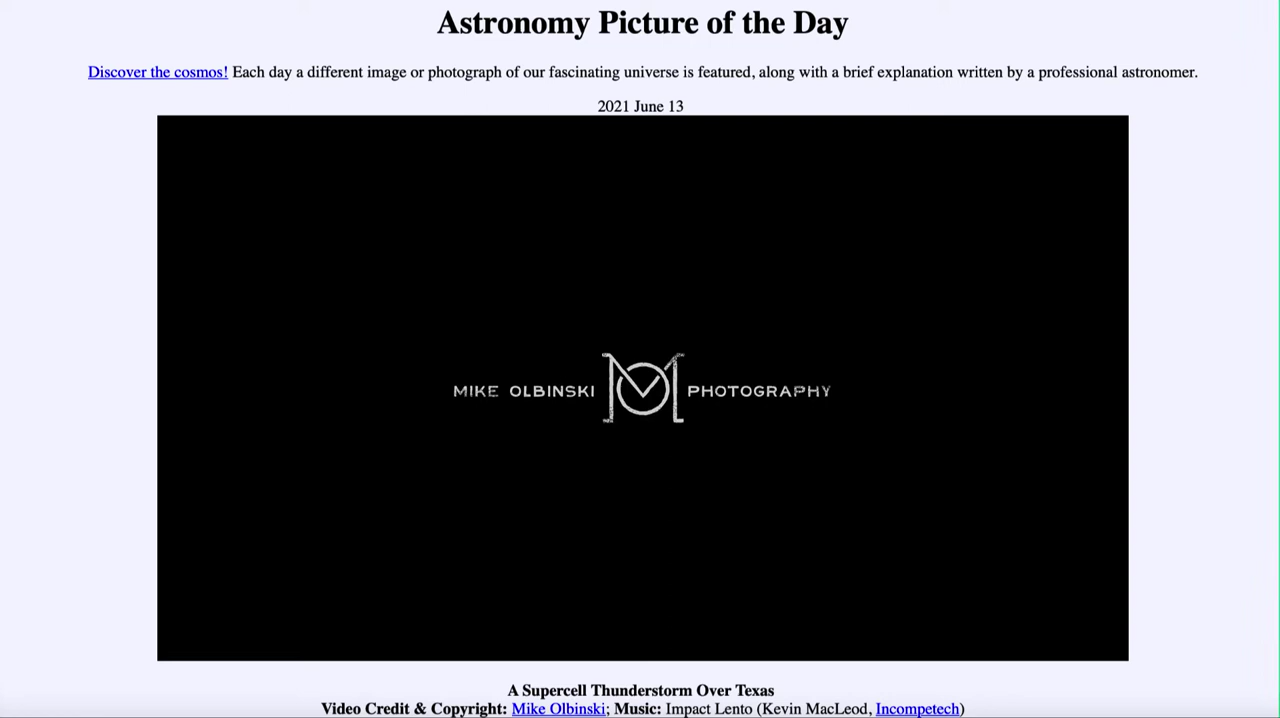 Astronomy Picture of the Day
Discover the cosmos! Each day a different image or photograph of our fascinating universe is featured, along with a brief explanation written by a professional astronomer.
2021 June 13
MIKE OLBINSKI MO PHOTOGRAPHY
A Supercell Thunderstorm Over Texas
Video Credit & Copyright: Mike Olbinski; Music: Impact Lento (Kevin MacLeod, Incompetech)